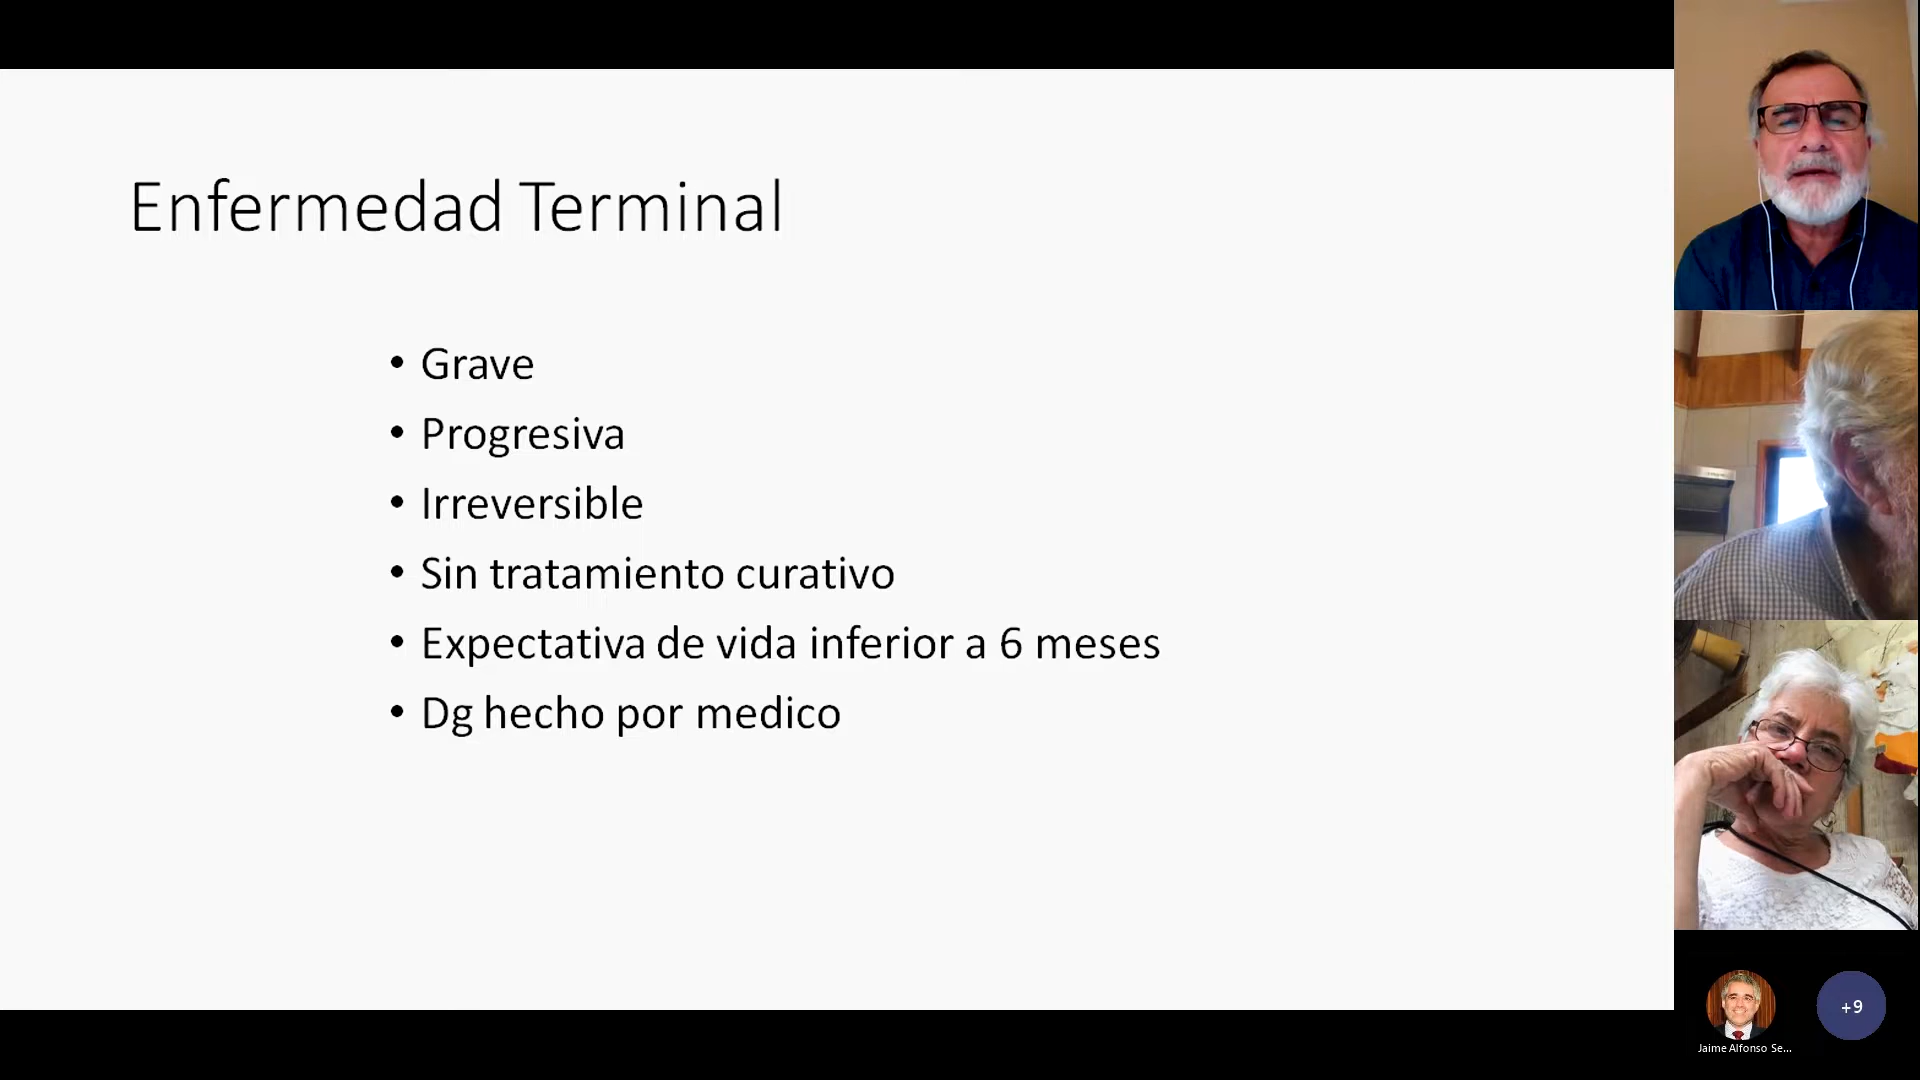 Enfermedad Terminal
• Grave
• Progresiva
• Irreversible
• Sin tratamiento curativo
• Expectativa de vida inferior a 6 meses
• Dg hecho por medico
+9
Jaime Alfonso Se...